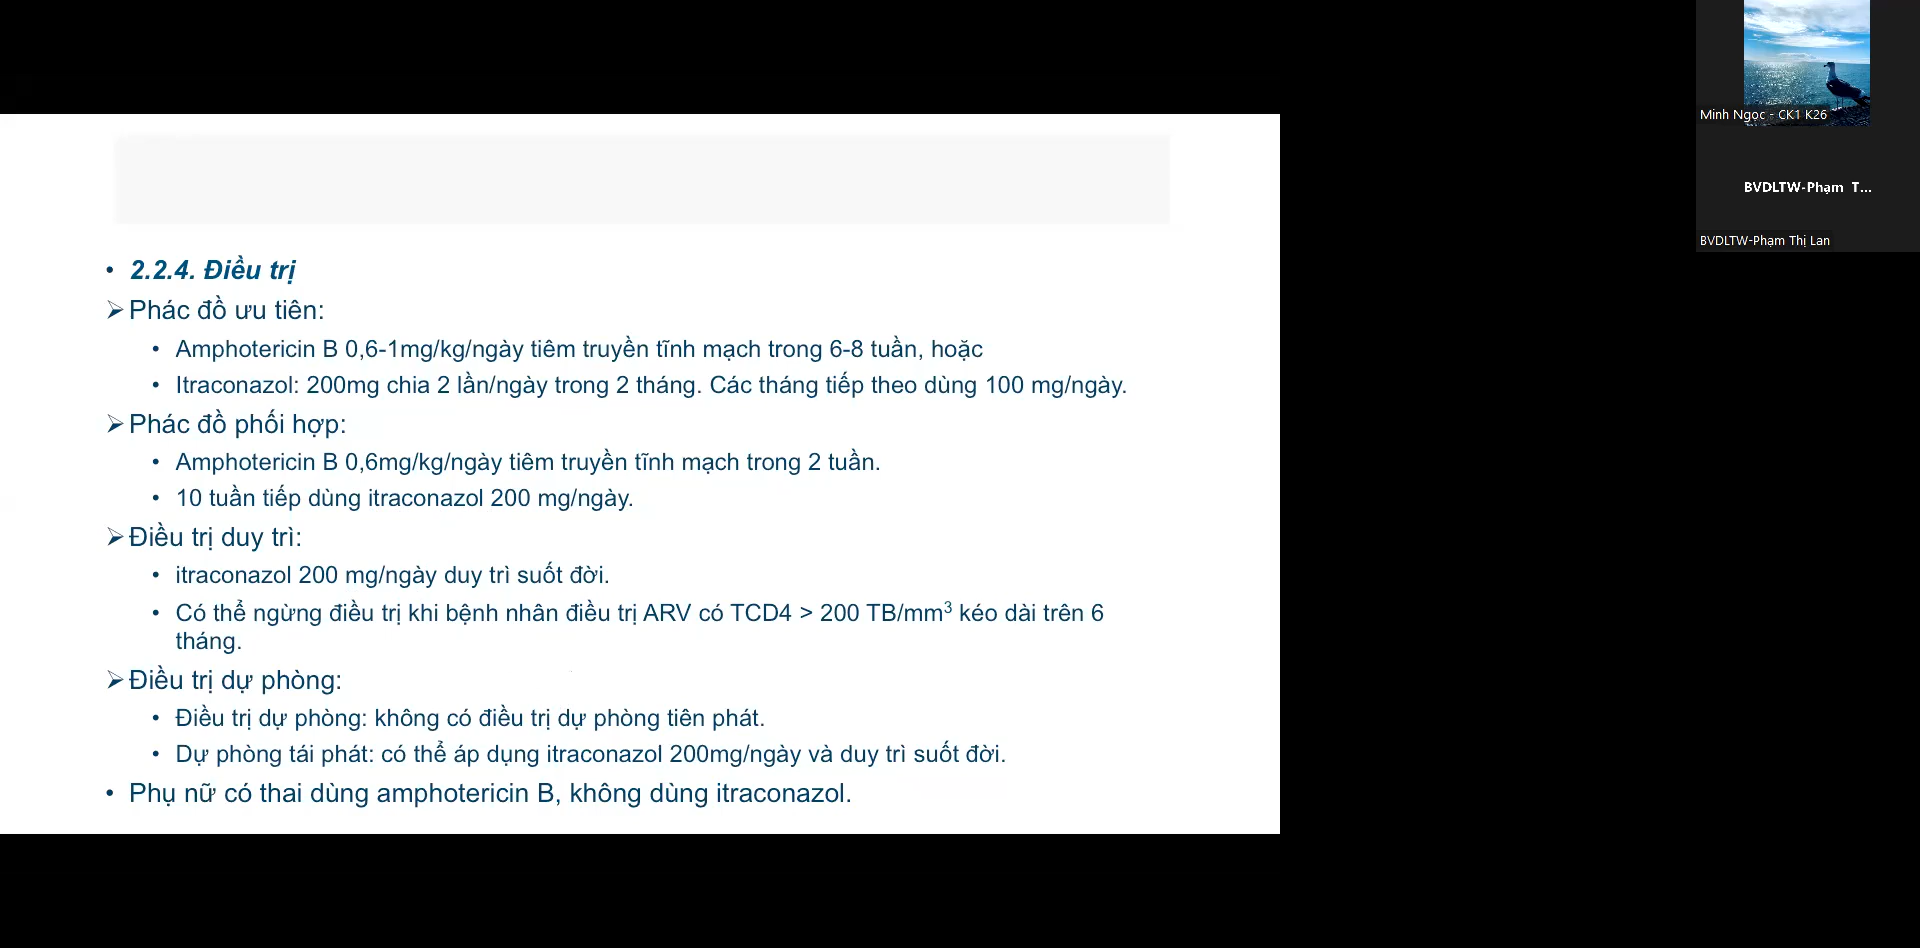 • 2.2.4. Điều trị
➢ Phác đồ ưu tiên:
• Amphotericin B 0,6-1mg/kg/ngày tiêm truyền tĩnh mạch trong 6-8 tuần, hoặc
• Itraconazol: 200mg chia 2 lần/ngày trong 2 tháng. Các tháng tiếp theo dùng 100 mg/ngày.
➢ Phác đồ phối hợp:
• Amphotericin B 0,6mg/kg/ngày tiêm truyền tĩnh mạch trong 2 tuần.
• 10 tuần tiếp dùng itraconazol 200 mg/ngày.
➢ Điều trị duy trì:
• itraconazol 200 mg/ngày duy trì suốt đời.
• Có thể ngừng điều trị khi bệnh nhân điều trị ARV có TCD4 > 200 TB/mm³ kéo dài trên 6
tháng.
➢ Điều trị dự phòng:
• Điều trị dự phòng: không có điều trị dự phòng tiên phát.
• Dự phòng tái phát: có thể áp dụng itraconazol 200mg/ngày và duy trì suốt đời.
• Phụ nữ có thai dùng amphotericin B, không dùng itraconazol.
Minh Ngọc - CK1 K26
BVDLTW-Phạm T...
BVDLTW-Phạm Thị Lan